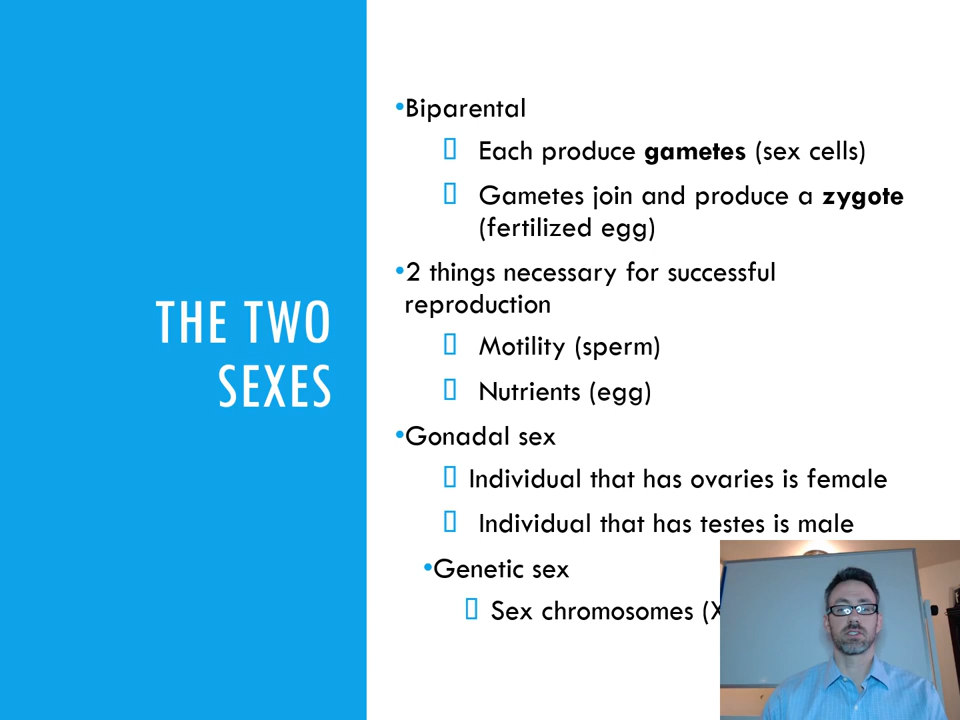 THE TWO
SEXES
•Biparental
Each produce gametes (sex cells)
Gametes join and produce a zygote
(fertilized egg)
•2 things necessary for successful
reproduction
Motility (sperm)
Nutrients (egg)
•Gonadal sex
Individual that has ovaries is female
Individual that has testes is male
•Genetic sex
Sex chromosomes (X